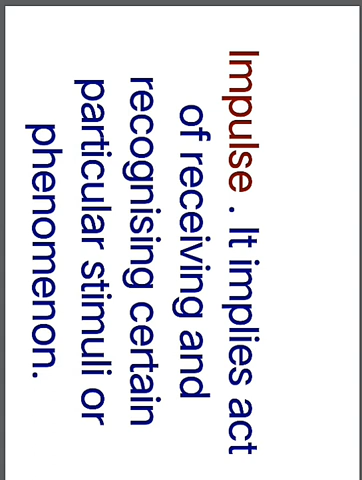 Impulse . It implies act
of receiving and
recognising certain
particular stimuli or
phenomenon.